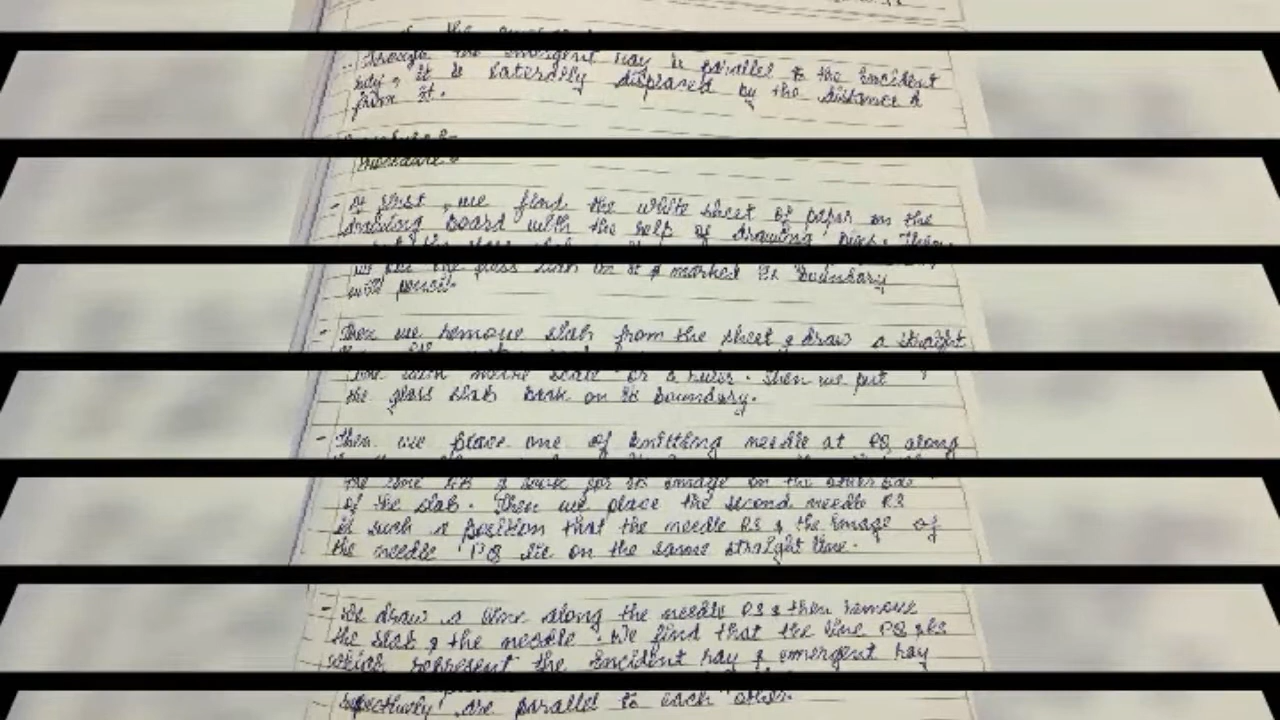 - Through the emergent ray is parallel to the incident
ray, it is laterally displaced by the distance d
from it.
Procedure :-
- At first, we find the white sheet of paper on the
drawing board with the help of drawing pins. Then
we put the glass slab on it & marked its boundary
with pencil.
- Then we remove slab from the sheet & draw a straight
line with metre scale or a ruler. Then we put
the glass slab back on its boundary.
- Then we place one of knitting needle at PQ along
the line AB & look for its image on the other side
of the slab. Then we place the second needle RS
in such a position that the needle RS & the image of
the needle PQ lie on the same straight line.
- We draw a line along the needle RS & then remove
the slab & the needle. We find that the line PQ & RS
which represent the incident ray & emergent ray
respectively are parallel to each other.